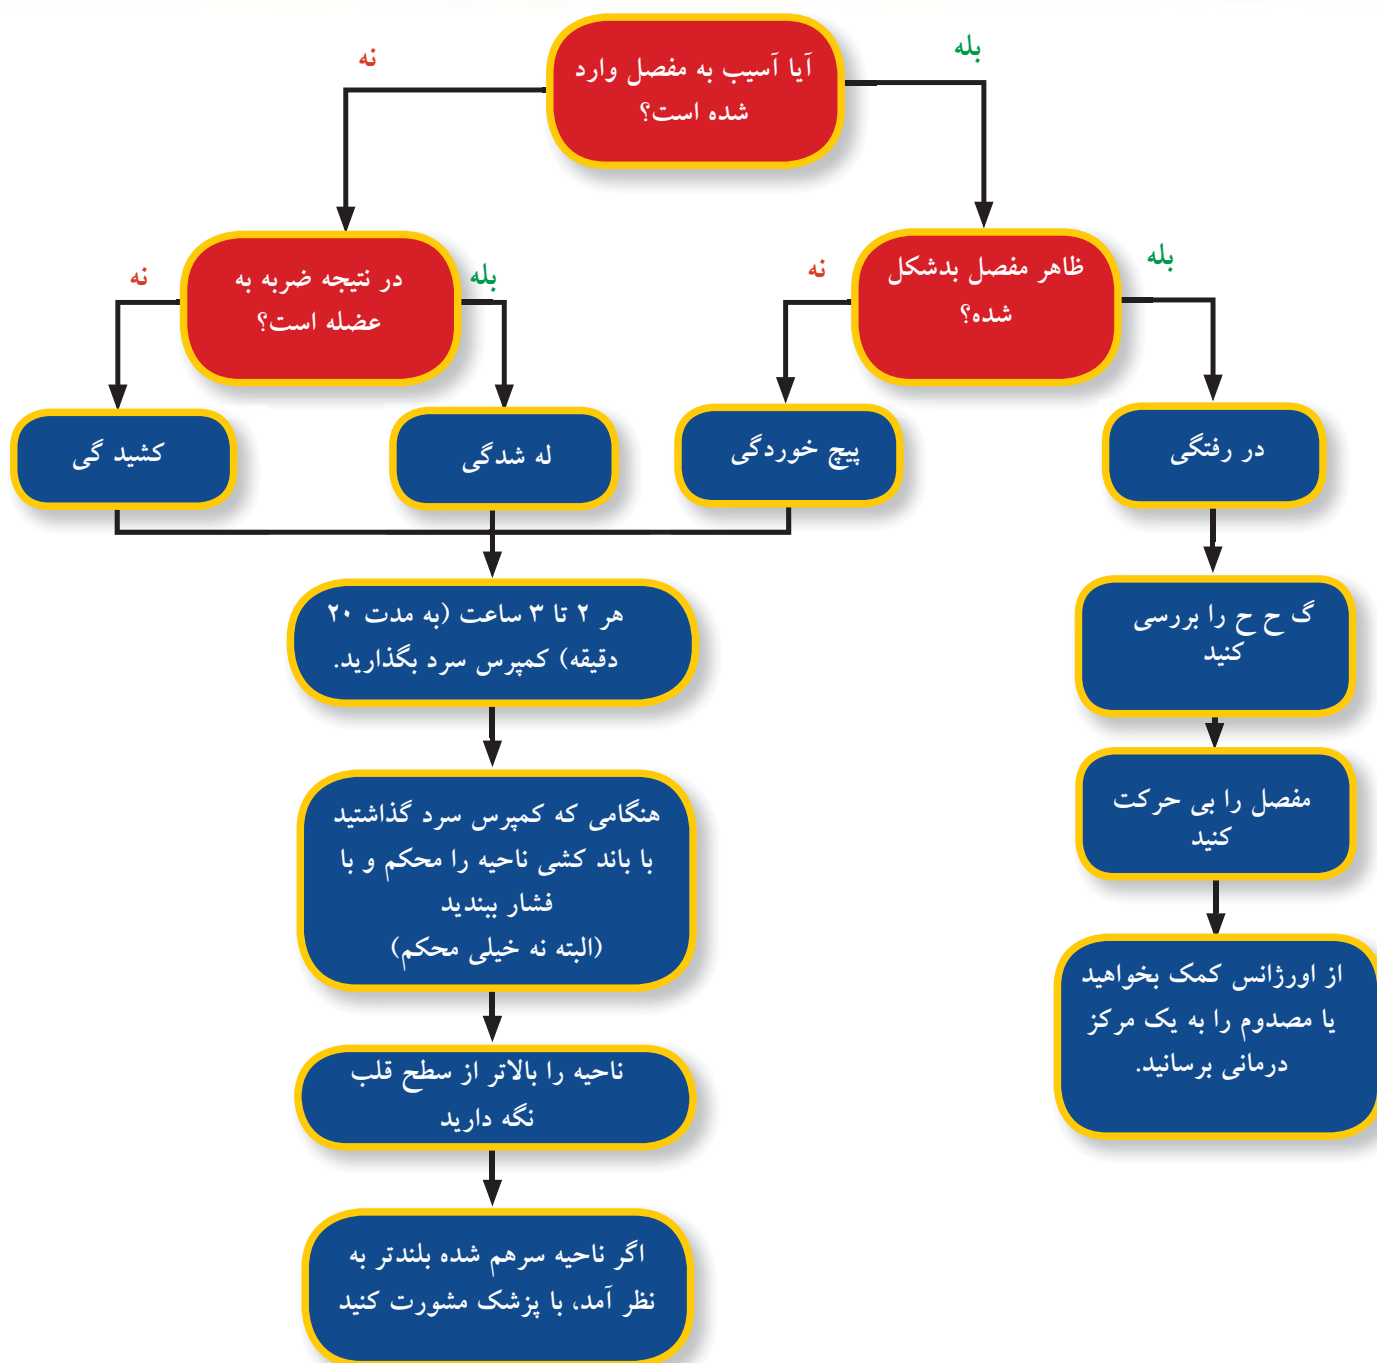 آیا آسیب به مفصل وارد
شده است؟
بله
نه
ظاهر مفصل بدشکل
شده؟
بله
نه
در نتیجه ضربه به
عضله است؟
بله
نه
در رفتگی
پیچ خوردگی
له شدگی
کشید گی
گ ح ح را بررسی
کنید
مفصل را بی حرکت
کنید
از اورژانس کمک بخواهید
یا مصدوم را به یک مرکز
درمانی برسانید.
هر ۲ تا ۳ ساعت (به مدت ۲۰
دقیقه) کمپرس سرد بگذارید.
هنگامی که کمپرس سرد گذاشتید
با باند کشی ناحیه را محکم و با
فشار ببندید
(البته نه خیلی محکم)
ناحیه را بالاتر از سطح قلب
نگه دارید
اگر ناحیه سرهم شده بلندتر به
نظر آمد، با پزشک مشورت کنید